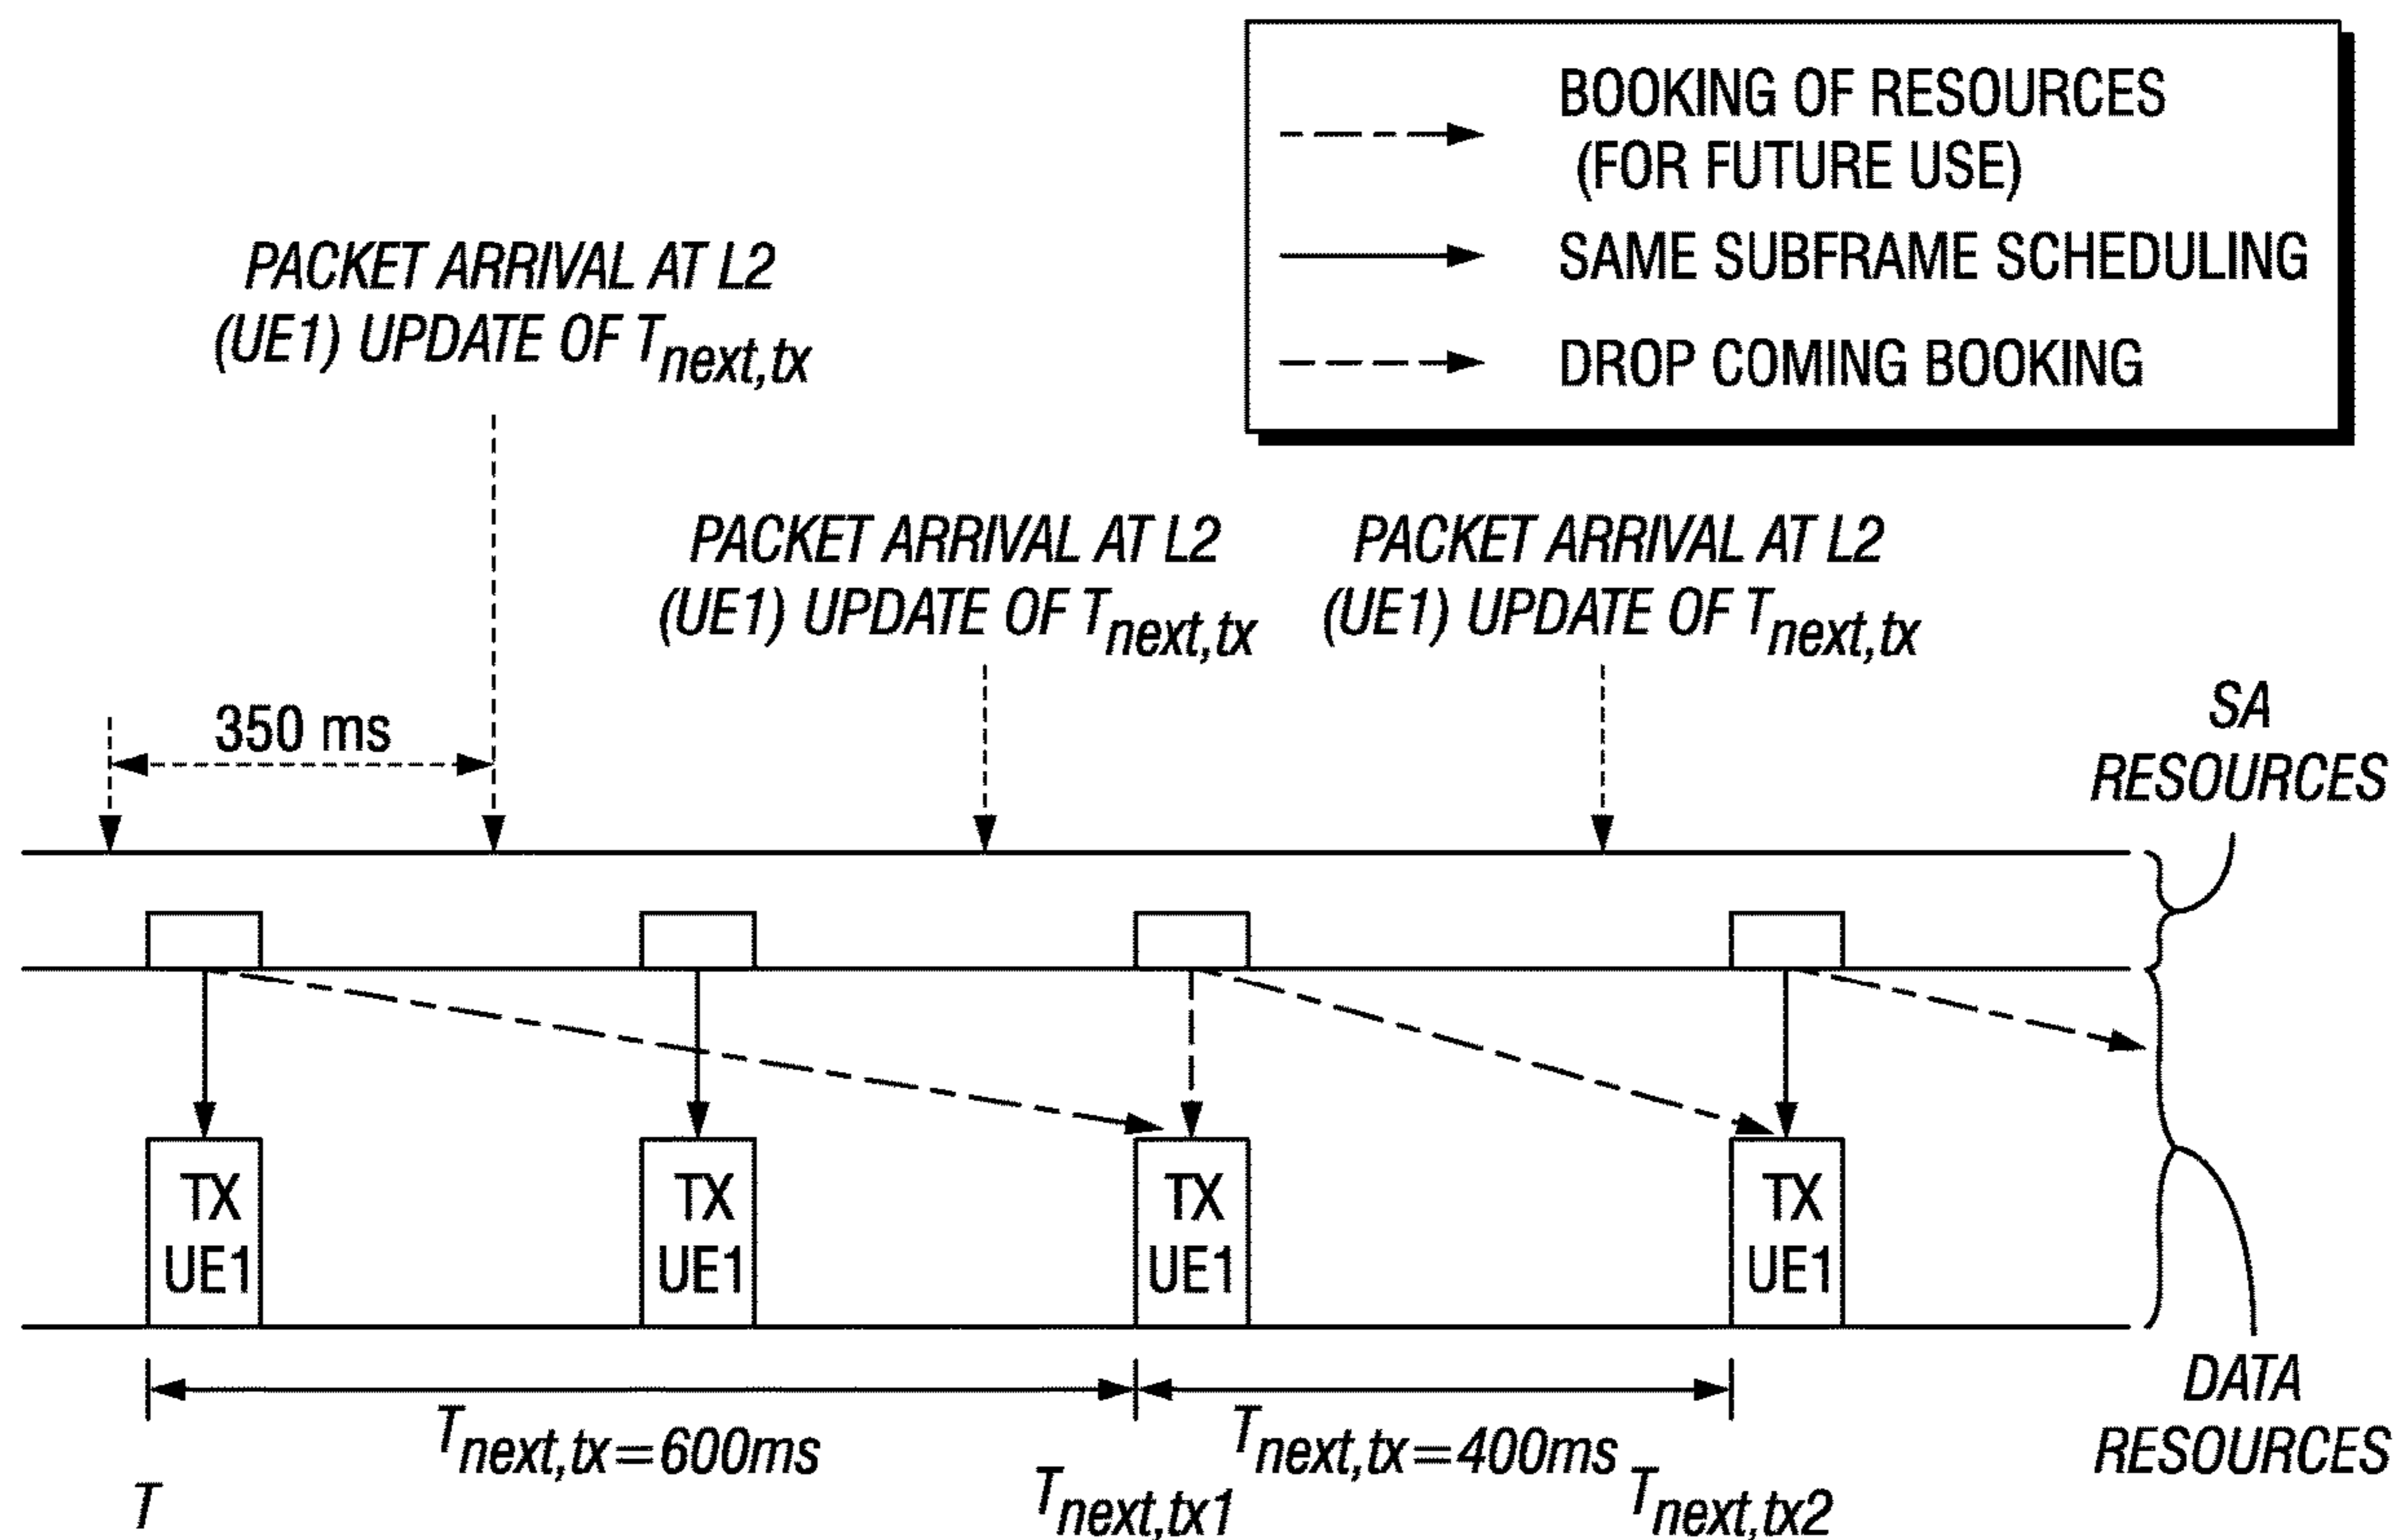 BOOKING OF RESOURCES
(FOR FUTURE USE)
SAME SUBFRAME SCHEDULING
DROP COMING BOOKING
PACKET ARRIVAL AT L2
(UE1) UPDATE OF Tnext,tx
PACKET ARRIVAL AT L2
(UE1) UPDATE OF Tnext,tx
PACKET ARRIVAL AT L2
(UE1) UPDATE OF Tnext,tx
350 ms
SA
RESOURCES
TX
UE1
TX
UE1
TX
UE1
TX
UE1
DATA
RESOURCES
Tnext,tx=600ms
Tnext,tx=400ms
T
Tnext,tx1
Tnext,tx2